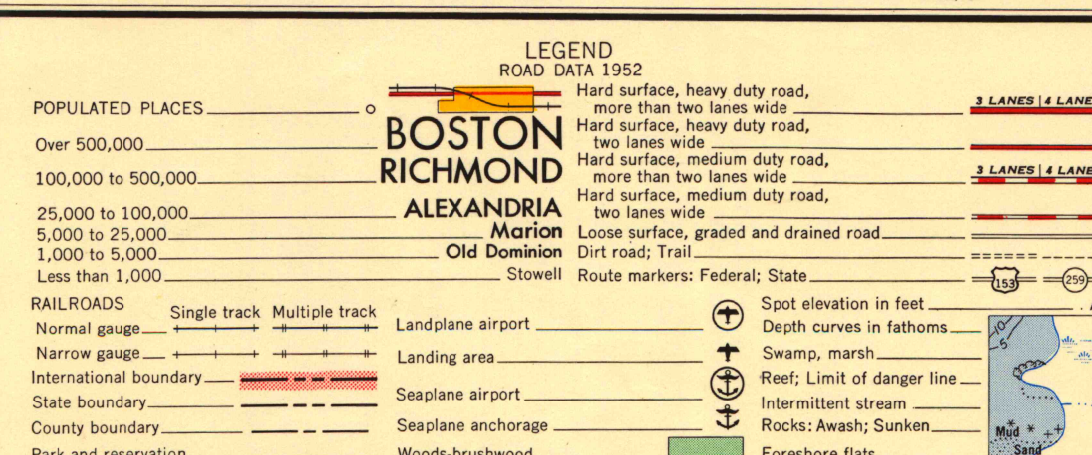 LEGEND
ROAD DATA 1952
POPULATED PLACES
Over 500,000 BOSTON
100,000 to 500,000 RICHMOND
25,000 to 100,000 ALEXANDRIA
5,000 to 25,000 Marion
1,000 to 5,000 Old Dominion
Less than 1,000 Stowell
Hard surface, heavy duty road,
more than two lanes wide 3 LANES | 4 LANE
Hard surface, heavy duty road,
two lanes wide
Hard surface, medium duty road,
more than two lanes wide 3 LANES | 4 LANE
Hard surface, medium duty road,
two lanes wide
Loose surface, graded and drained road
Dirt road; Trail
Route markers: Federal; State 153 259
RAILROADS Single track Multiple track
Normal gauge
Narrow gauge
International boundary
State boundary
County boundary
Park and reservation
Landplane airport
Landing area
Seaplane airport
Seaplane anchorage
Woods-brushwood
Spot elevation in feet
Depth curves in fathoms
Swamp, marsh
Reef; Limit of danger line
Intermittent stream
Rocks: Awash; Sunken
Foreshore flats
10
5
Mud
Sand